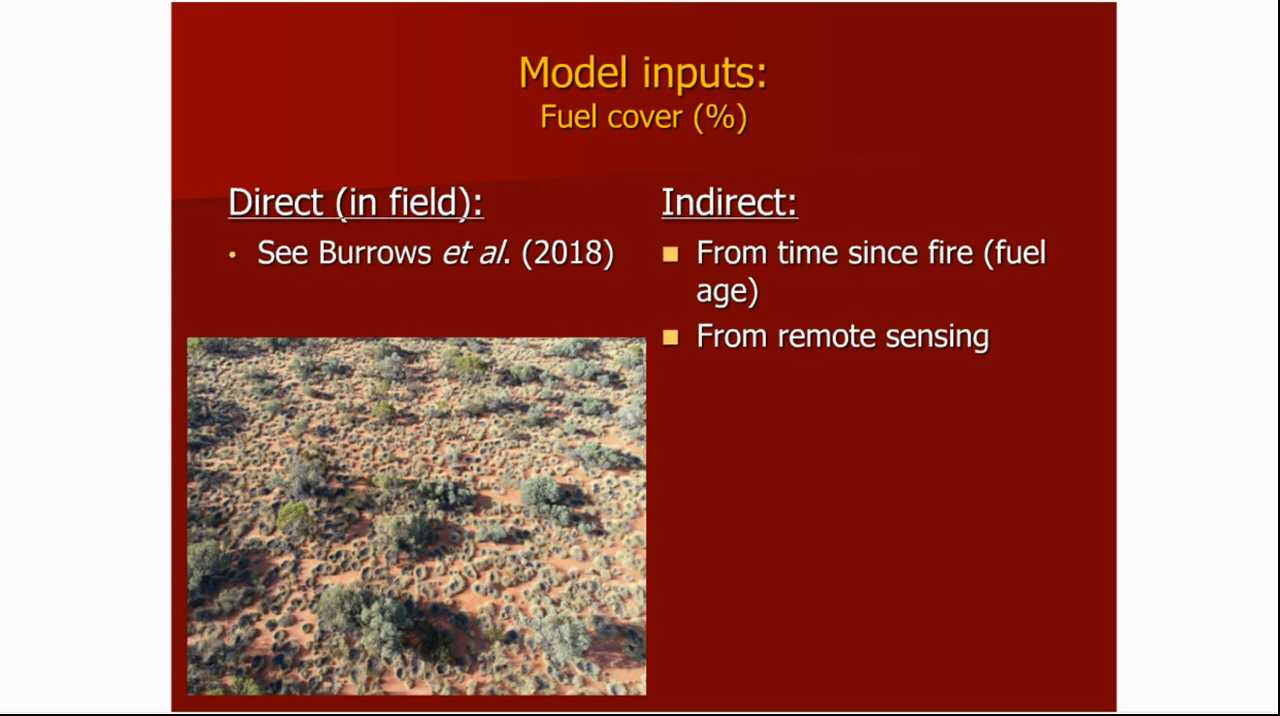 Model inputs:
Fuel cover (%)
Direct (in field):
• See Burrows et al. (2018)
Indirect:
■ From time since fire (fuel
age)
■ From remote sensing